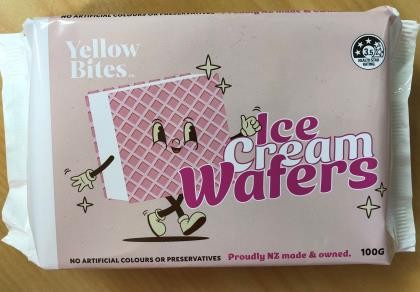 NO ARTIFICIAL COLOURS OR PRESERVATIVES
Yellow
Bites
3.5
HEALTH STAR
RATING
Ice
Cream
Wafers
NO ARTIFICIAL COLOURS OR PRESERVATIVES Proudly NZ made & owned. 100G